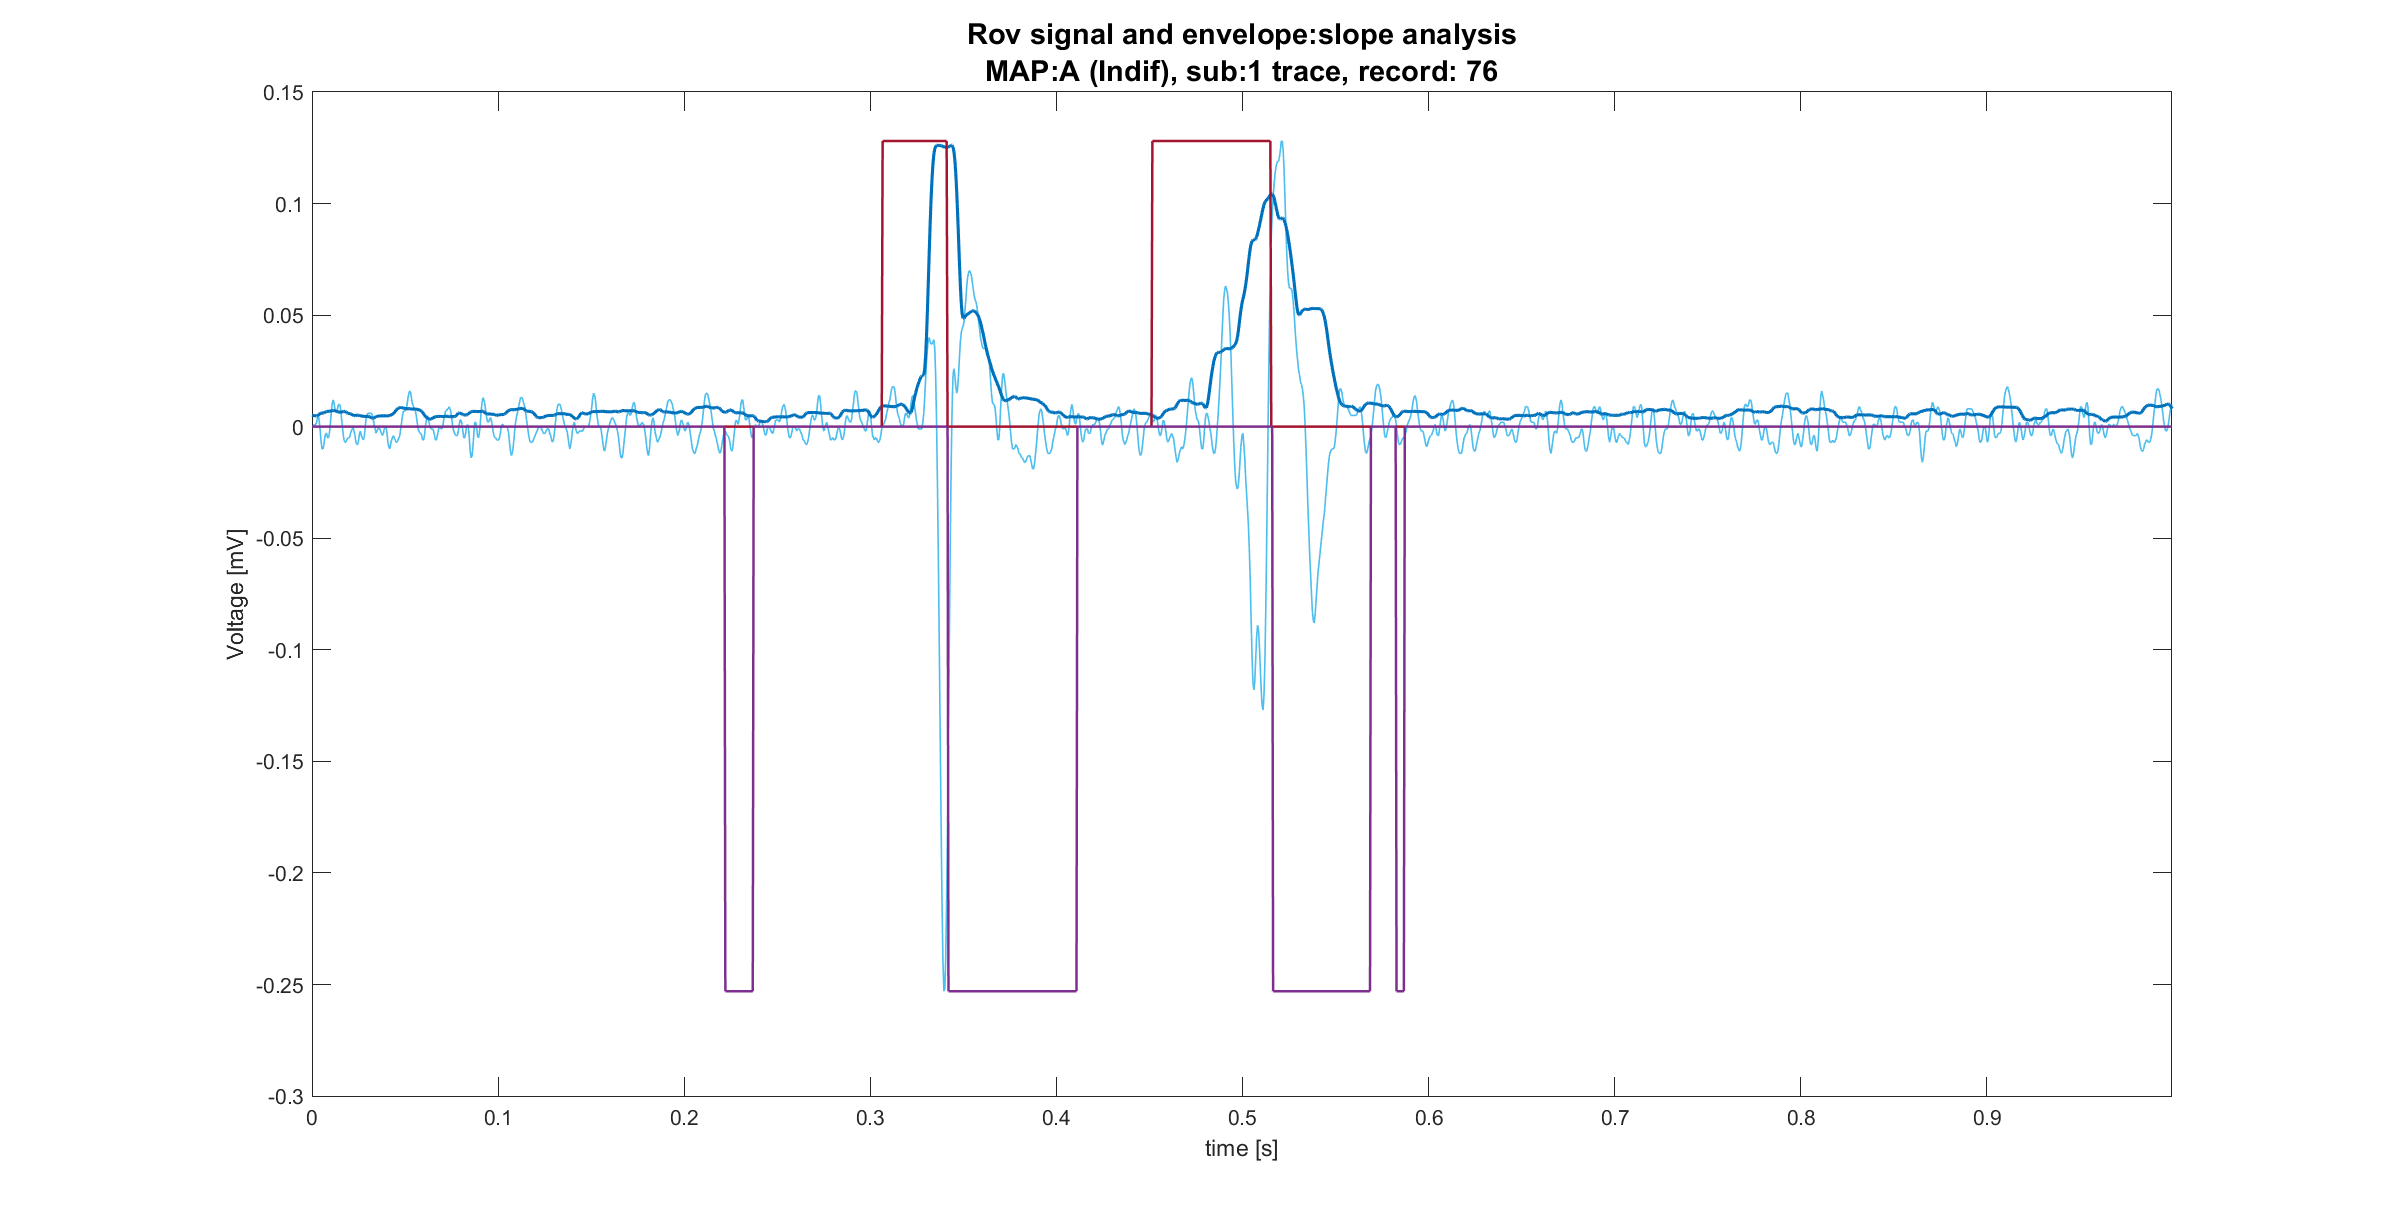 Rov signal and envelope:slope analysis
MAP:A (Indif), sub:1 trace, record: 76
0.15
0.1
0.05
0
-0.05
-0.1
-0.15
-0.2
-0.25
-0.3
Voltage [mV]
0 0.1 0.2 0.3 0.4 0.5 0.6 0.7 0.8 0.9
time [s]